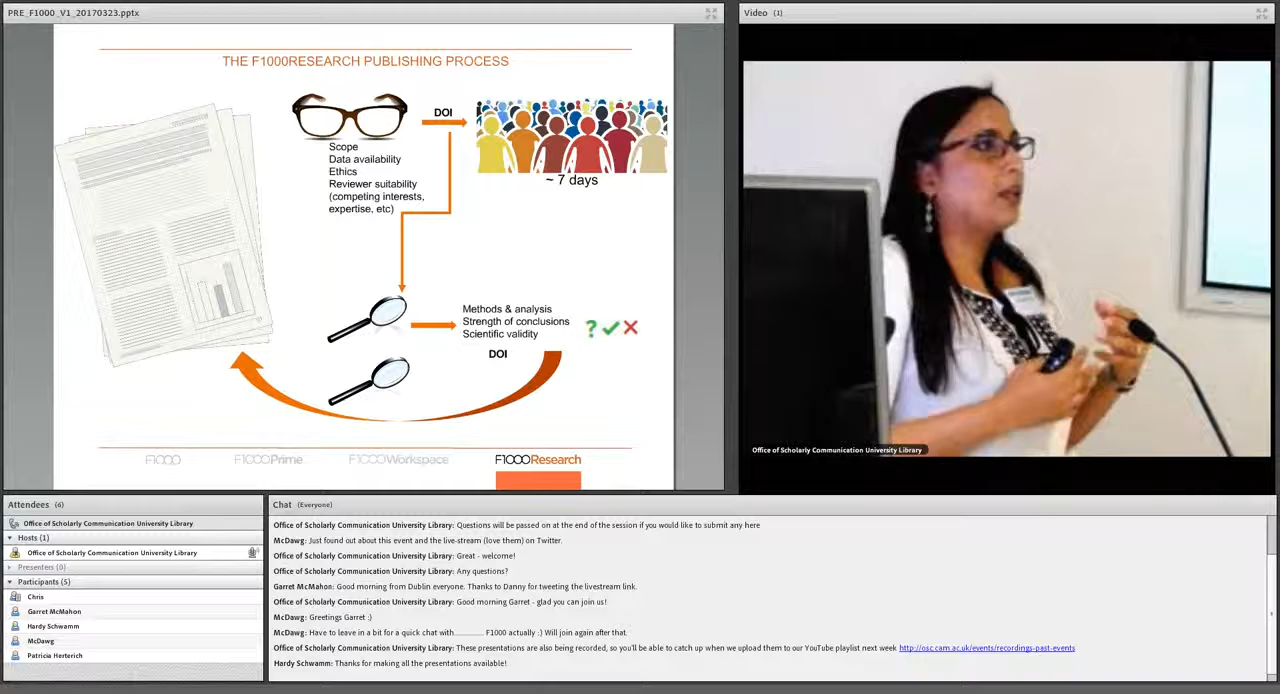 PRE_F1000_V1_20170323.pptx
THE F1000RESEARCH PUBLISHING PROCESS
DOI
Scope
Data availability
Ethics
Reviewer suitability
(competing interests,
expertise, etc)
~ 7 days
Methods & analysis
Strength of conclusions
Scientific validity
DOI
F1000
F1000Prime
F1000Workspace
F1000Research
Video (1)
Office of Scholarly Communication University Library
Attendees (6)
Office of Scholarly Communication University Library
Hosts (1)
Office of Scholarly Communication University Library
Presenters (0)
Participants (5)
Chris
Garret McMahon
Hardy Schwamm
McDawg
Patricia Herterich
Chat (Everyone)
Office of Scholarly Communication University Library: Questions will be passed on at the end of the session if you would like to submit any here
McDawg: Just found out about this event and the live-stream (love them) on Twitter.
Office of Scholarly Communication University Library: Great - welcome!
Office of Scholarly Communication University Library: Any questions?
Garret McMahon: Good morning from Dublin everyone. Thanks to Danny for tweeting the livestream link.
Office of Scholarly Communication University Library: Good morning Garret - glad you can join us!
McDawg: Greetings Garret :)
McDawg: Have to leave in a bit for a quick chat with.............. F1000 actually :) Will join again after that.
Office of Scholarly Communication University Library: These presentations are also being recorded, so you'll be able to catch up when we upload them to our YouTube playlist next week http://osc.cam.ac.uk/events/recordings-past-events
Hardy Schwamm: Thanks for making all the presentations available!